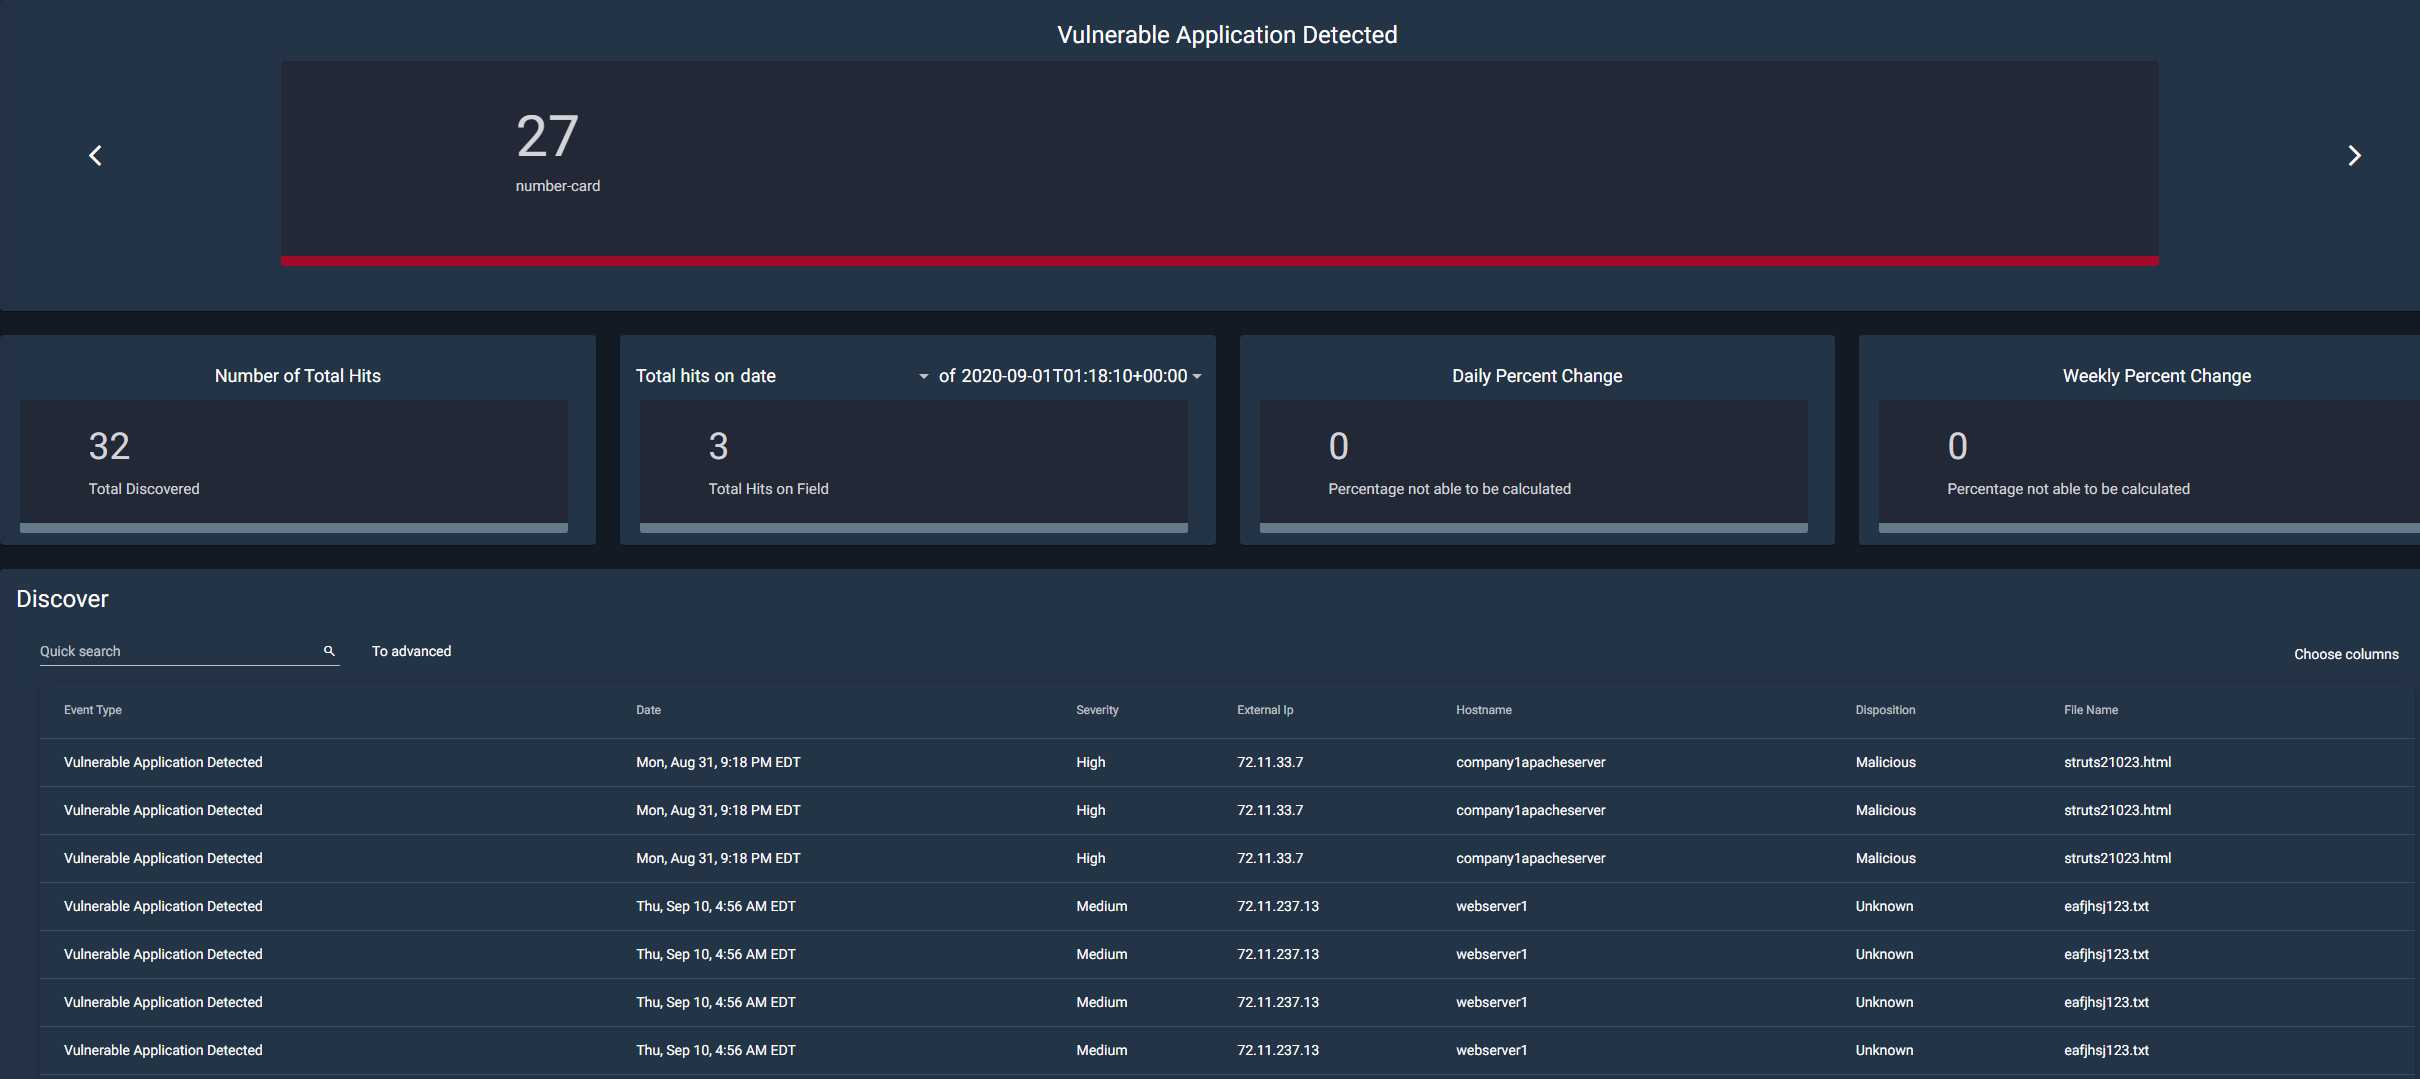 Vulnerable Application Detected
27
number-card
Number of Total Hits
32
Total Discovered
Total hits on date of 2020-09-01T01:18:10+00:00
3
Total Hits on Field
Daily Percent Change
0
Percentage not able to be calculated
Weekly Percent Change
0
Percentage not able to be calculated
Discover
Quick search To advanced Choose columns
Event Type Date Severity External Ip Hostname Disposition File Name
Vulnerable Application Detected Mon, Aug 31, 9:18 PM EDT High 72.11.33.7 company1apacheserver Malicious struts21023.html
Vulnerable Application Detected Mon, Aug 31, 9:18 PM EDT High 72.11.33.7 company1apacheserver Malicious struts21023.html
Vulnerable Application Detected Mon, Aug 31, 9:18 PM EDT High 72.11.33.7 company1apacheserver Malicious struts21023.html
Vulnerable Application Detected Thu, Sep 10, 4:56 AM EDT Medium 72.11.237.13 webserver1 Unknown eafjhsj123.txt
Vulnerable Application Detected Thu, Sep 10, 4:56 AM EDT Medium 72.11.237.13 webserver1 Unknown eafjhsj123.txt
Vulnerable Application Detected Thu, Sep 10, 4:56 AM EDT Medium 72.11.237.13 webserver1 Unknown eafjhsj123.txt
Vulnerable Application Detected Thu, Sep 10, 4:56 AM EDT Medium 72.11.237.13 webserver1 Unknown eafjhsj123.txt